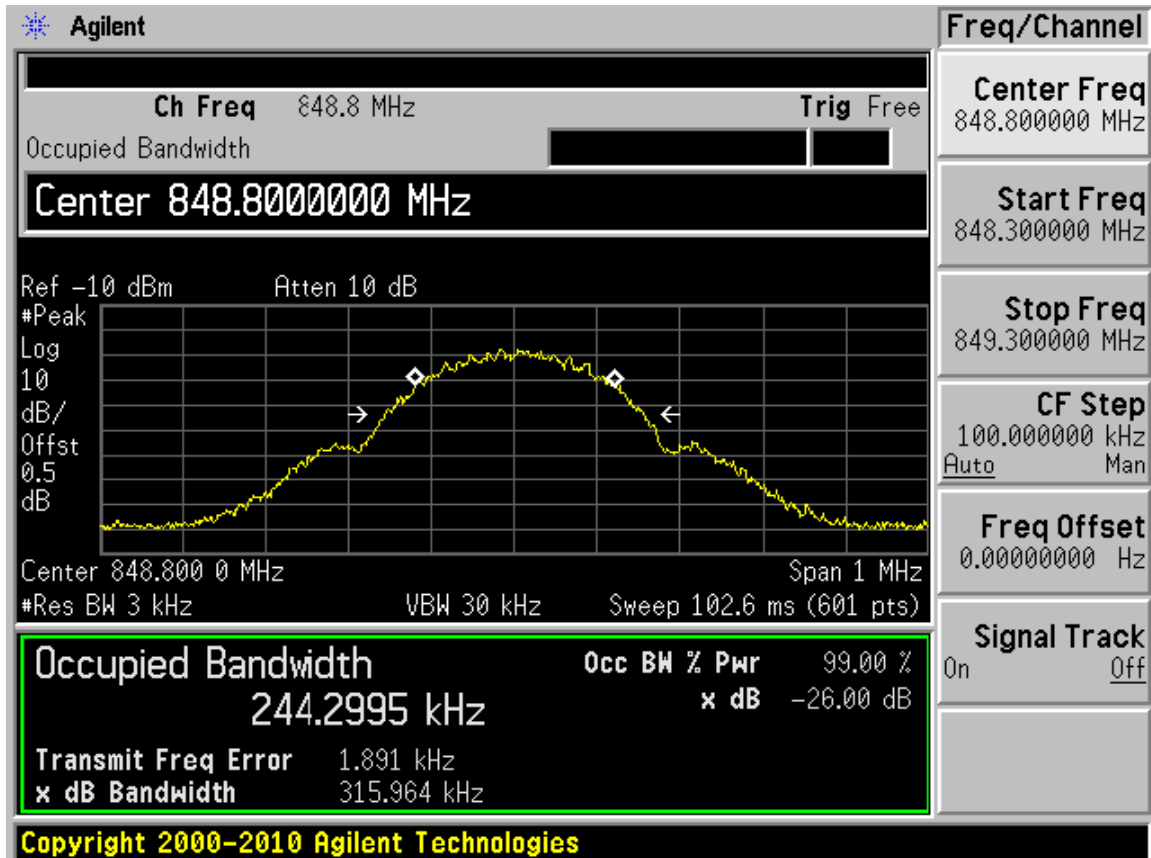 Agilent
Freq/Channel
Ch Freq 848.8 MHz
Trig Free
Occupied Bandwidth
Center 848.8000000 MHz
Ref -10 dBm
Atten 10 dB
#Peak
Log
10
dB/
Offst
0.5
dB
Center 848.800 0 MHz
Span 1 MHz
#Res BW 3 kHz
VBW 30 kHz
Sweep 102.6 ms (601 pts)
Occupied Bandwidth
244.2995 kHz
Occ BW % Pwr 99.00 %
x dB -26.00 dB
Transmit Freq Error 1.891 kHz
x dB Bandwidth 315.964 kHz
Center Freq
848.800000 MHz
Start Freq
848.300000 MHz
Stop Freq
849.300000 MHz
CF Step
100.000000 kHz
Auto Man
Freq Offset
0.00000000 Hz
Signal Track
On Off
Copyright 2000-2010 Agilent Technologies